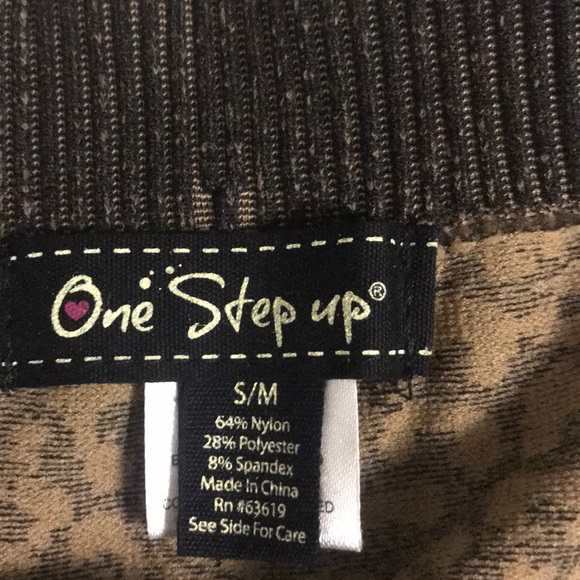 One Step up®
S/M
64% Nylon
28% Polyester
8% Spandex
Made In China
Rn #63619
See Side For Care